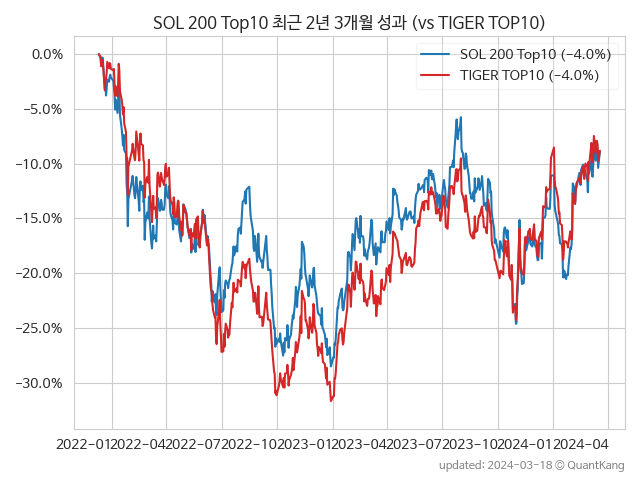 SOL 200 Top10 최근 2년 3개월 성과 (vs TIGER TOP10)
SOL 200 Top10 (−4.0%)
TIGER TOP10 (−4.0%)
0.0%
−5.0%
−10.0%
−15.0%
−20.0%
−25.0%
−30.0%
2022-01 2022-04 2022-07 2022-10 2023-01 2023-04 2023-07 2023-10 2024-01 2024-04
updated: 2024-03-18 © QuantKang